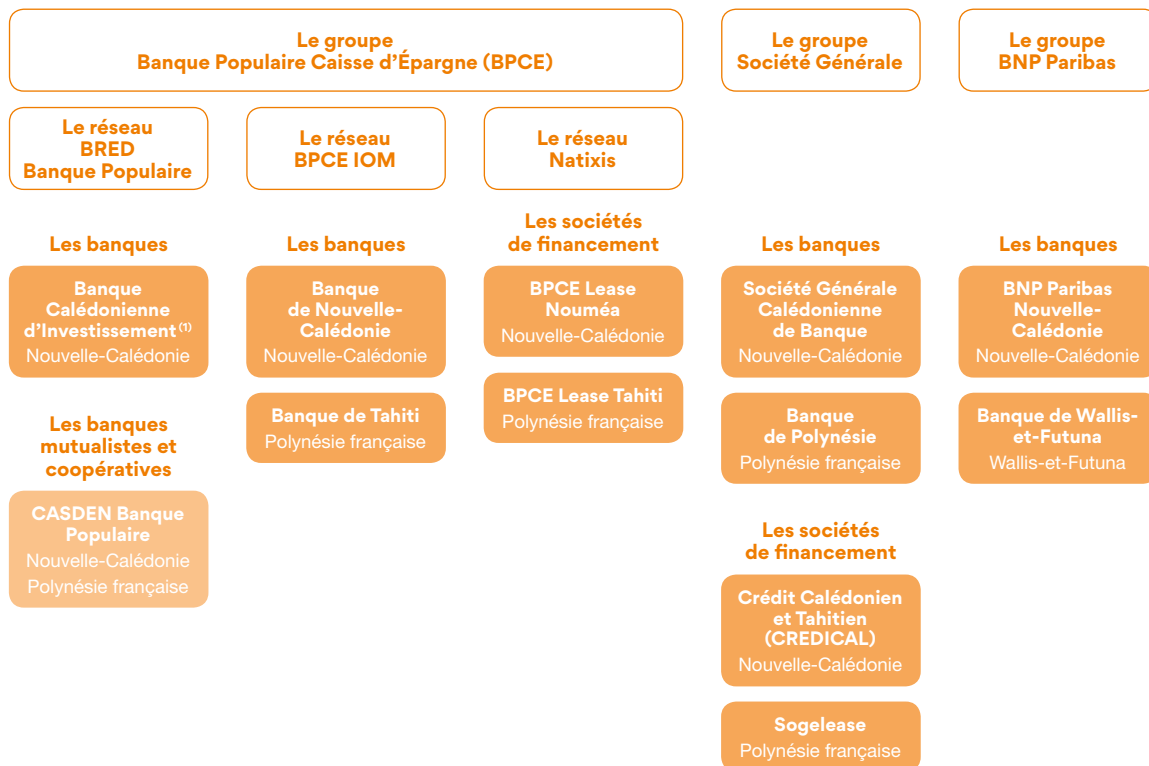 Le groupe
Banque Populaire Caisse d’Épargne (BPCE)
Le groupe
Société Générale
Le groupe
BNP Paribas
Le réseau
BRED
Banque Populaire
Le réseau
BPCE IOM
Le réseau
Natixis
Les banques
Banque
Calédonienne
d’Investissement (1)
Nouvelle-Calédonie
Les banques
mutualistes et
coopératives
CASDEN Banque
Populaire
Nouvelle-Calédonie
Polynésie française
Les banques
Banque
de Nouvelle-
Calédonie
Nouvelle-Calédonie
Banque de Tahiti
Polynésie française
Les sociétés
de financement
BPCE Lease
Nouméa
Nouvelle-Calédonie
BPCE Lease Tahiti
Polynésie française
Les banques
Société Générale
Calédonienne
de Banque
Nouvelle-Calédonie
Banque
de Polynésie
Polynésie française
Les sociétés
de financement
Crédit Calédonien
et Tahitien
(CREDICAL)
Nouvelle-Calédonie
Sogelease
Polynésie française
Les banques
BNP Paribas
Nouvelle-
Calédonie
Nouvelle-Calédonie
Banque de Wallis-
et-Futuna
Wallis-et-Futuna